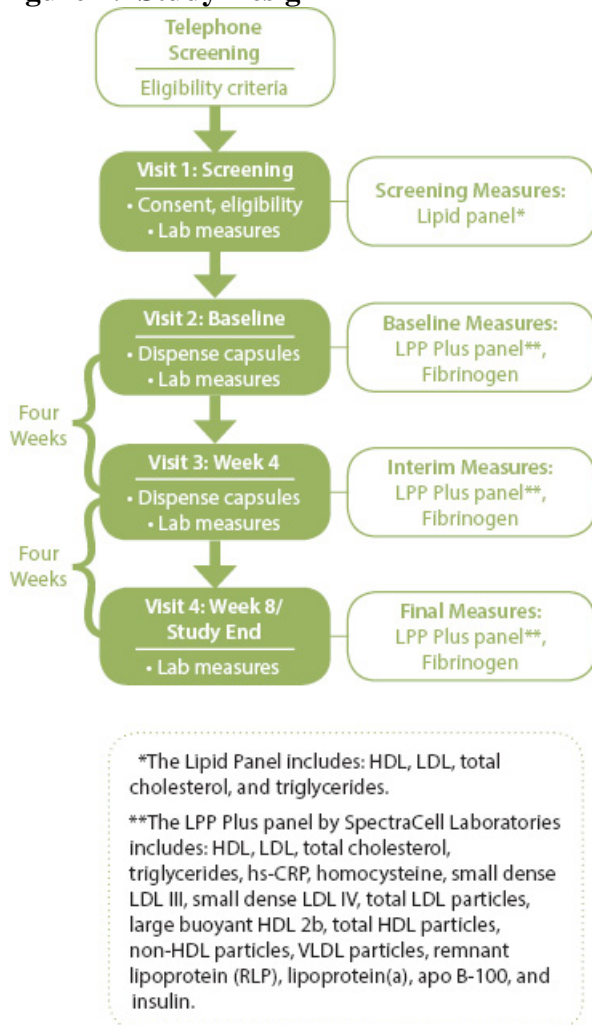 Telephone
Screening
Eligibility criteria
Visit 1: Screening
• Consent, eligibility
• Lab measures
Screening Measures:
Lipid panel*
Visit 2: Baseline
• Dispense capsules
• Lab measures
Baseline Measures:
LPP Plus panel**,
Fibrinogen
Four
Weeks
Visit 3: Week 4
• Dispense capsules
• Lab measures
Interim Measures:
LPP Plus panel**,
Fibrinogen
Four
Weeks
Visit 4: Week 8/
Study End
• Lab measures
Final Measures:
LPP Plus panel**,
Fibrinogen
*The Lipid Panel includes: HDL, LDL, total
cholesterol, and triglycerides.
**The LPP Plus panel by SpectraCell Laboratories
includes: HDL, LDL, total cholesterol,
triglycerides, hs-CRP, homocysteine, small dense
LDL III, small dense LDL IV, total LDL particles,
large buoyant HDL 2b, total HDL particles,
non-HDL particles, VLDL particles, remnant
lipoprotein (RLP), lipoprotein(a), apo B-100, and
insulin.